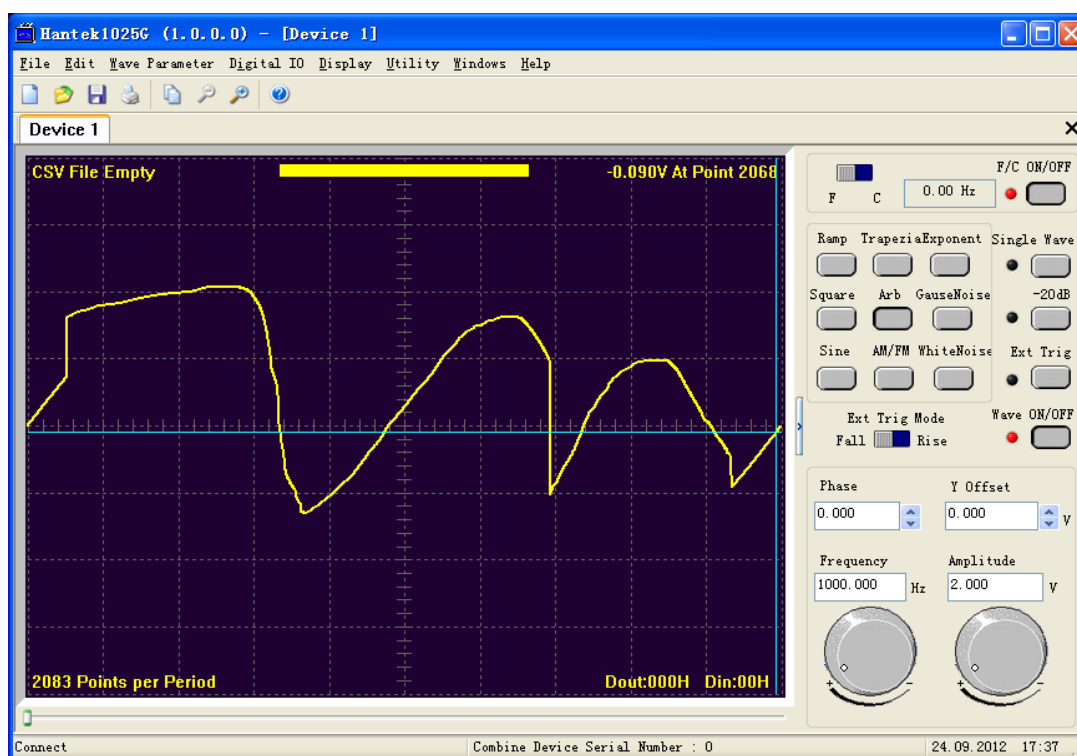 Hantek1025G (1.0.0.0) - [Device 1]
File Edit Wave Parameter Digital IO Display Utility Windows Help
Device 1
CSV File Empty
-0.090V At Point 2068
2083 Points per Period
Dout:000H Din:00H
F/C ON/OFF
F C
0.00 Hz
Ramp Trapezia Exponent Single Wave
Square Arb GauseNoise -20dB
Sine AM/FM WhiteNoise Ext Trig
Ext Trig Mode
Fall Rise
Wave ON/OFF
Phase Y Offset
0.000 0.000 V
Frequency Amplitude
1000.000 Hz 2.000 V
+ - + -
Connect
Combine Device Serial Number : 0
24.09.2012 17:37